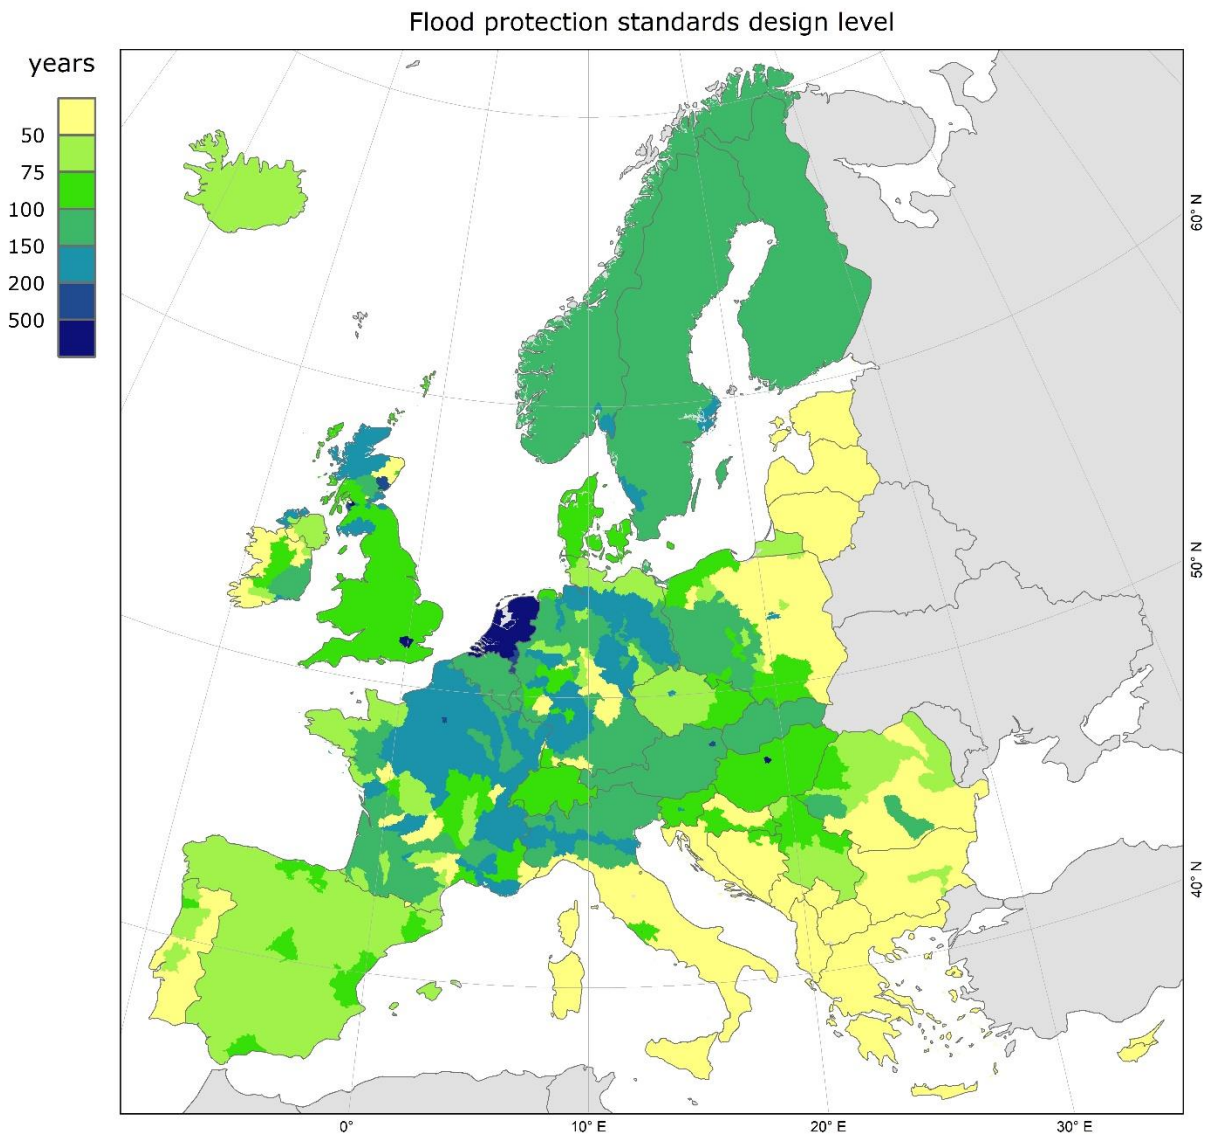 Flood protection standards design level
years
50
75
100
150
200
500
60° N
50° N
40° N
0°
10° E
20° E
30° E